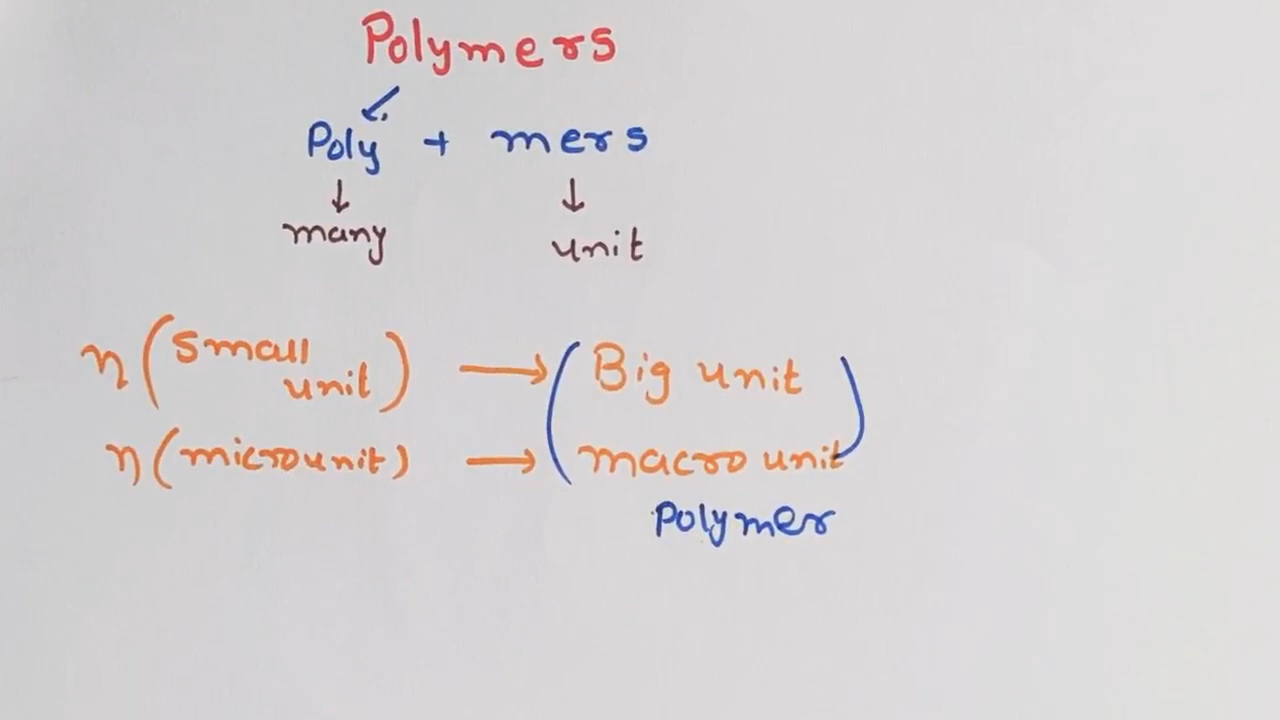 Polymers
Poly + mers
↓ ↓
many unit
n(small unit) → (Big unit
n(microunit) → macro unit)
Polymer